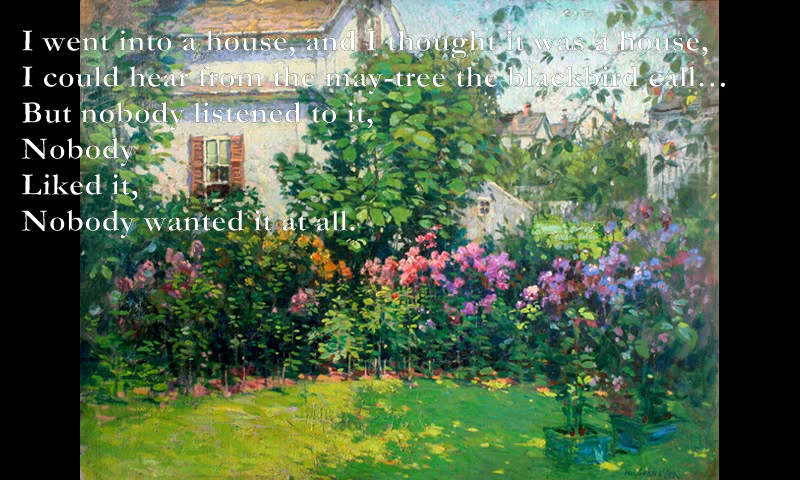 I went into a house, and I thought it was a house,
I could hear from the may-tree the blackbird call...
But nobody listened to it,
Nobody
Liked it,
Nobody wanted it at all.